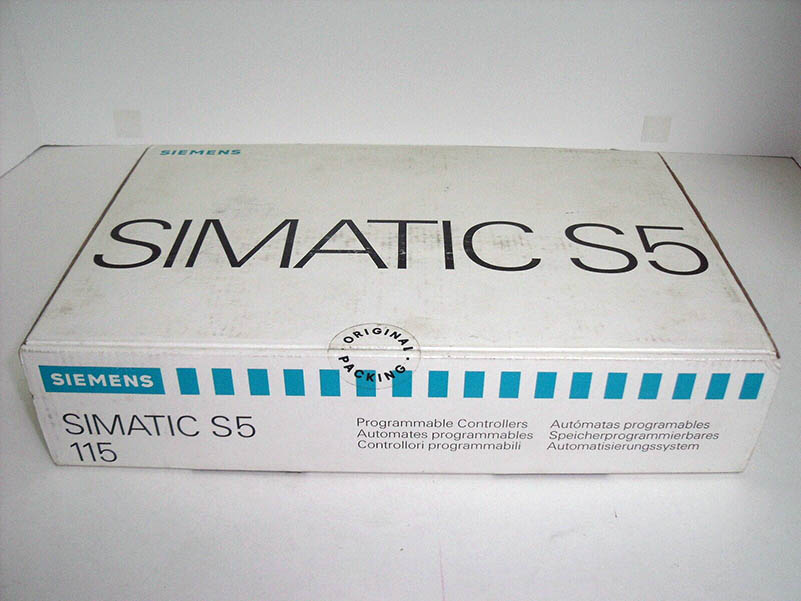 SIEMENS
SIMATIC S5
ORIGINAL
PACKING
SIEMENS
SIMATIC S5
115
Programmable Controllers
Automates programmables
Controllori programmabili
Autómatas programables
Speicherprogrammierbares
Automatisierungssystem